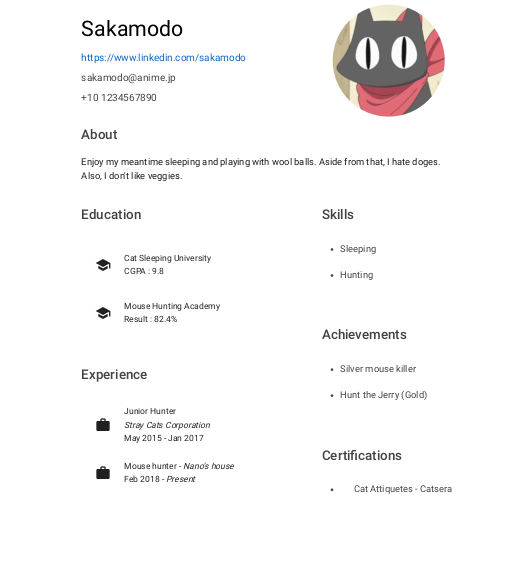 Sakamodo
https://www.linkedin.com/sakamodo
sakamodo@anime.jp
+10 1234567890
About
Enjoy my meantime sleeping and playing with wool balls. Aside from that, I hate doges.
Also, I don't like veggies.
Education
Cat Sleeping University
CGPA : 9.8
Mouse Hunting Academy
Result : 82.4%
Experience
Junior Hunter
Stray Cats Corporation
May 2015 - Jan 2017
Mouse hunter - Nano's house
Feb 2018 - Present
Skills
• Sleeping
• Hunting
Achievements
• Silver mouse killer
• Hunt the Jerry (Gold)
Certifications
• Cat Attiquetes - Catsera